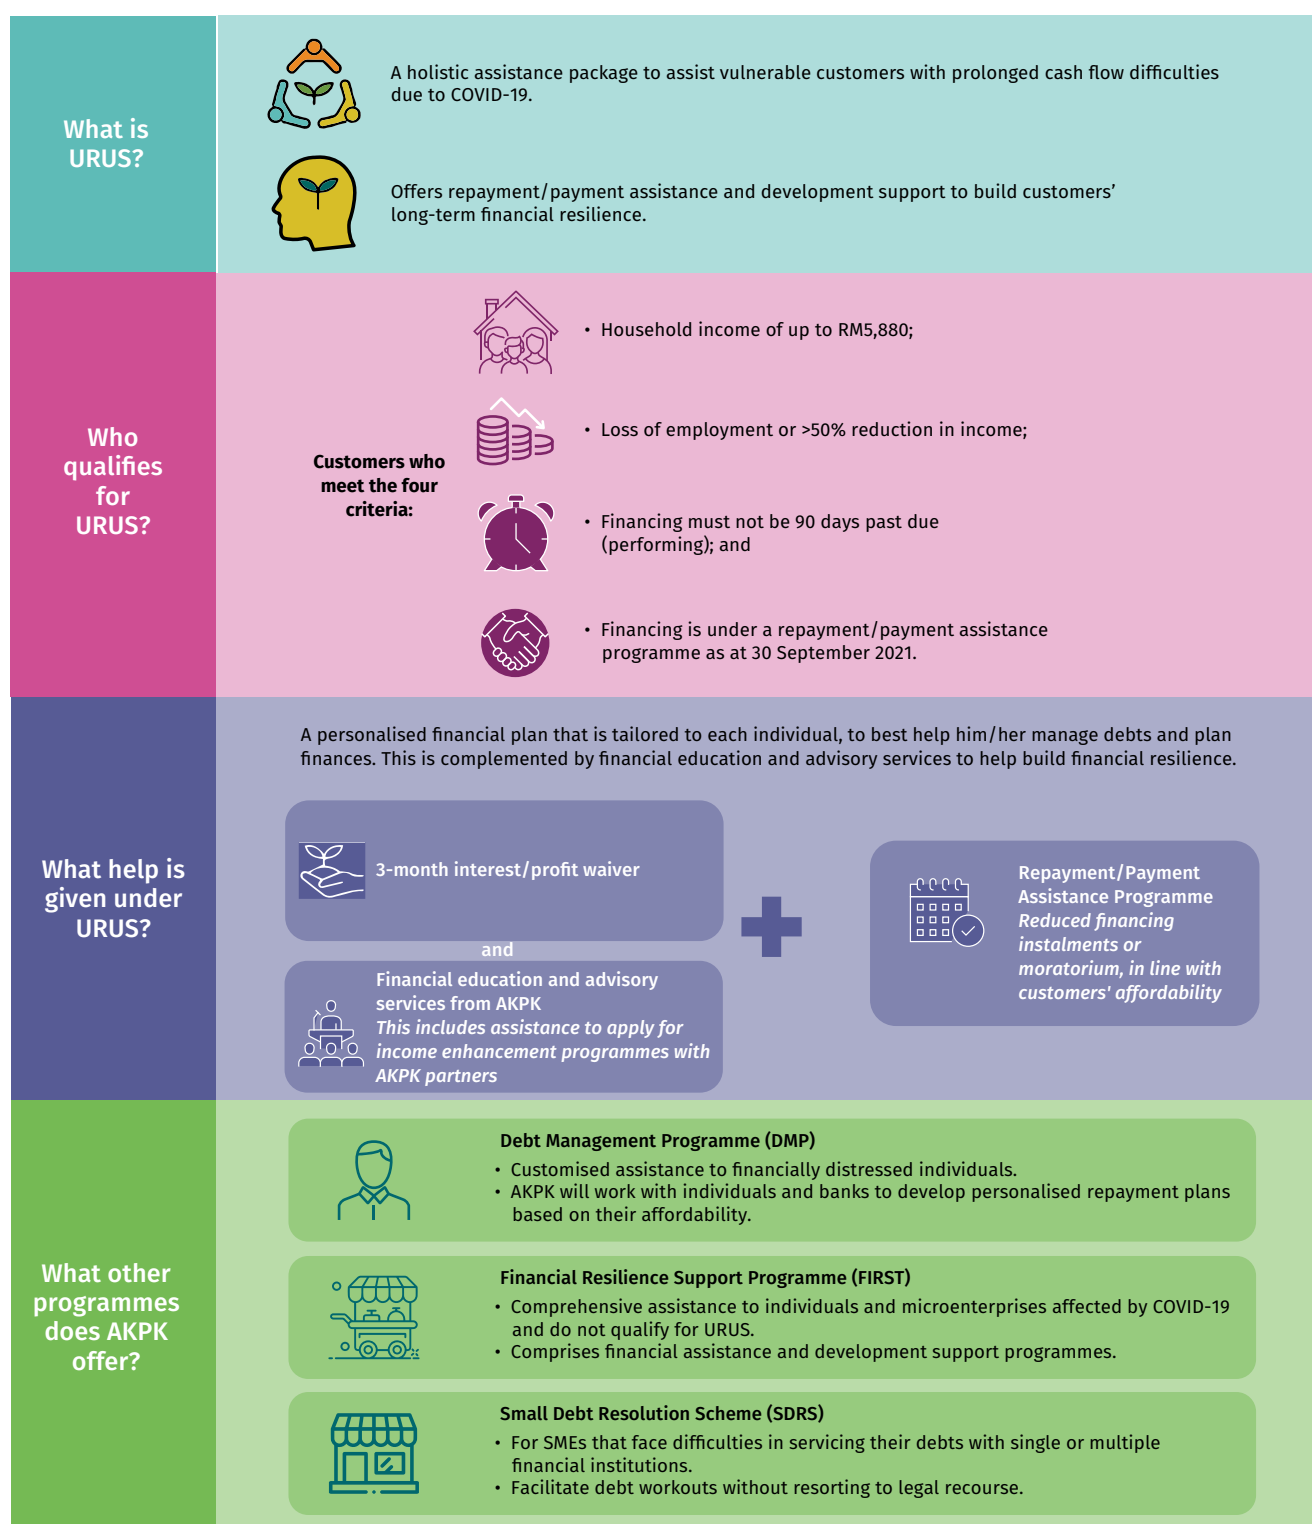 What is
URUS?
A holistic assistance package to assist vulnerable customers with prolonged cash flow difficulties
due to COVID-19.
Offers repayment/payment assistance and development support to build customers’
long-term financial resilience.
Who
qualifies
for
URUS?
Customers who
meet the four
criteria:
• Household income of up to RM5,880;
• Loss of employment or >50% reduction in income;
• Financing must not be 90 days past due
(performing); and
• Financing is under a repayment/payment assistance
programme as at 30 September 2021.
What help is
given under
URUS?
A personalised financial plan that is tailored to each individual, to best help him/her manage debts and plan
finances. This is complemented by financial education and advisory services to help build financial resilience.
3-month interest/profit waiver
and
Financial education and advisory
services from AKPK
This includes assistance to apply for
income enhancement programmes with
AKPK partners
Repayment/Payment
Assistance Programme
Reduced financing
instalments or
moratorium, in line with
customers' affordability
What other
programmes
does AKPK
offer?
Debt Management Programme (DMP)
• Customised assistance to financially distressed individuals.
• AKPK will work with individuals and banks to develop personalised repayment plans
based on their affordability.
Financial Resilience Support Programme (FIRST)
• Comprehensive assistance to individuals and microenterprises affected by COVID-19
and do not qualify for URUS.
• Comprises financial assistance and development support programmes.
Small Debt Resolution Scheme (SDRS)
• For SMEs that face difficulties in servicing their debts with single or multiple
financial institutions.
• Facilitate debt workouts without resorting to legal recourse.